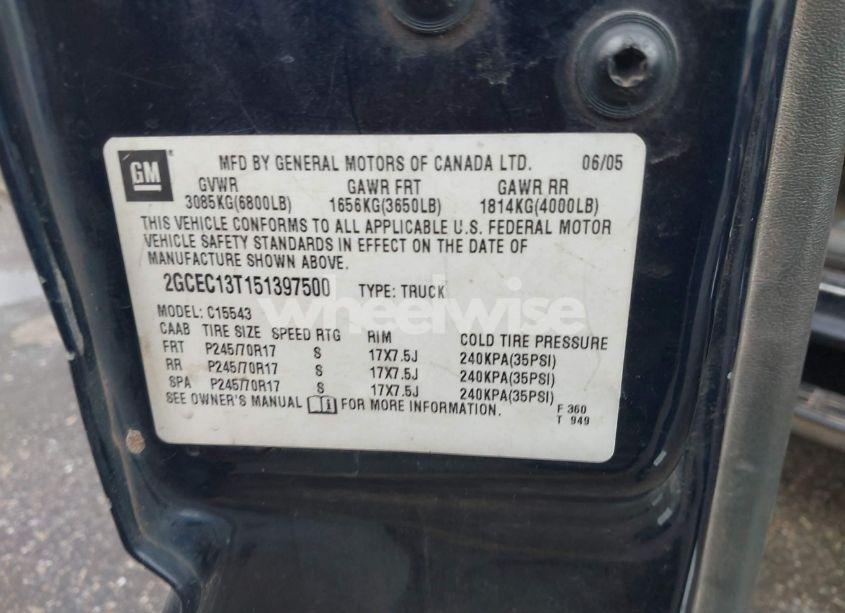 GM
MFD BY GENERAL MOTORS OF CANADA LTD. 06/05
GVWR GAWR FRT GAWR RR
3085KG(6800LB) 1656KG(3650LB) 1814KG(4000LB)
THIS VEHICLE CONFORMS TO ALL APPLICABLE U.S. FEDERAL MOTOR
VEHICLE SAFETY STANDARDS IN EFFECT ON THE DATE OF
MANUFACTURE SHOWN ABOVE.
2GCEC13T151397500 TYPE: TRUCK
wheelwise
MODEL: C15543
CAAB TIRE SIZE SPEED RTG RIM COLD TIRE PRESSURE
FRT P245/70R17 S 17X7.5J 240KPA(35PSI)
RR P245/70R17 S 17X7.5J 240KPA(35PSI)
SPA P245/70R17 S 17X7.5J 240KPA(35PSI)
SEE OWNER'S MANUAL FOR MORE INFORMATION.
F 360
T 949